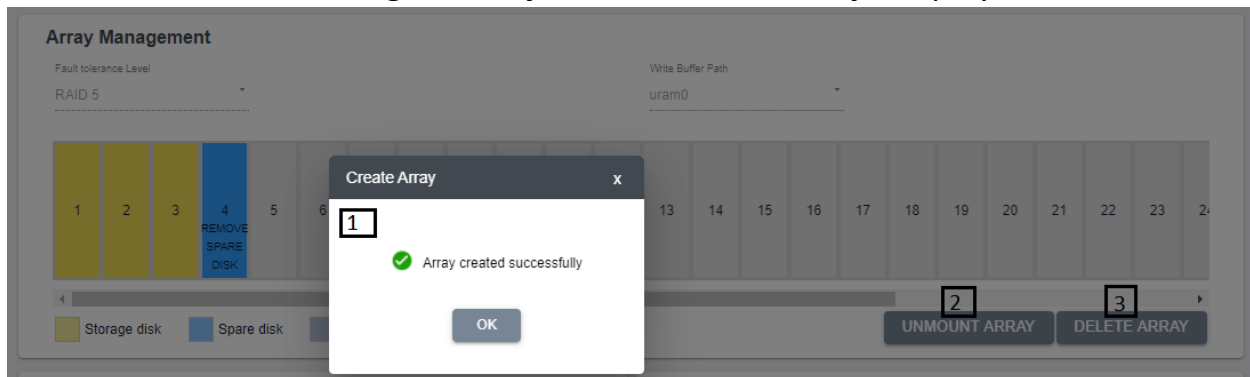 Array Management
Fault tolerance Level
Write Buffer Path
RAID 5
uram0
Create Array x
1 2 3 4 5 6 13 14 15 16 17 18 19 20 21 22 23
REMOVE
SPARE
DISK
1
Array created successfully
OK
2
3
Storage disk Spare disk
UNMOUNT ARRAY DELETE ARRAY